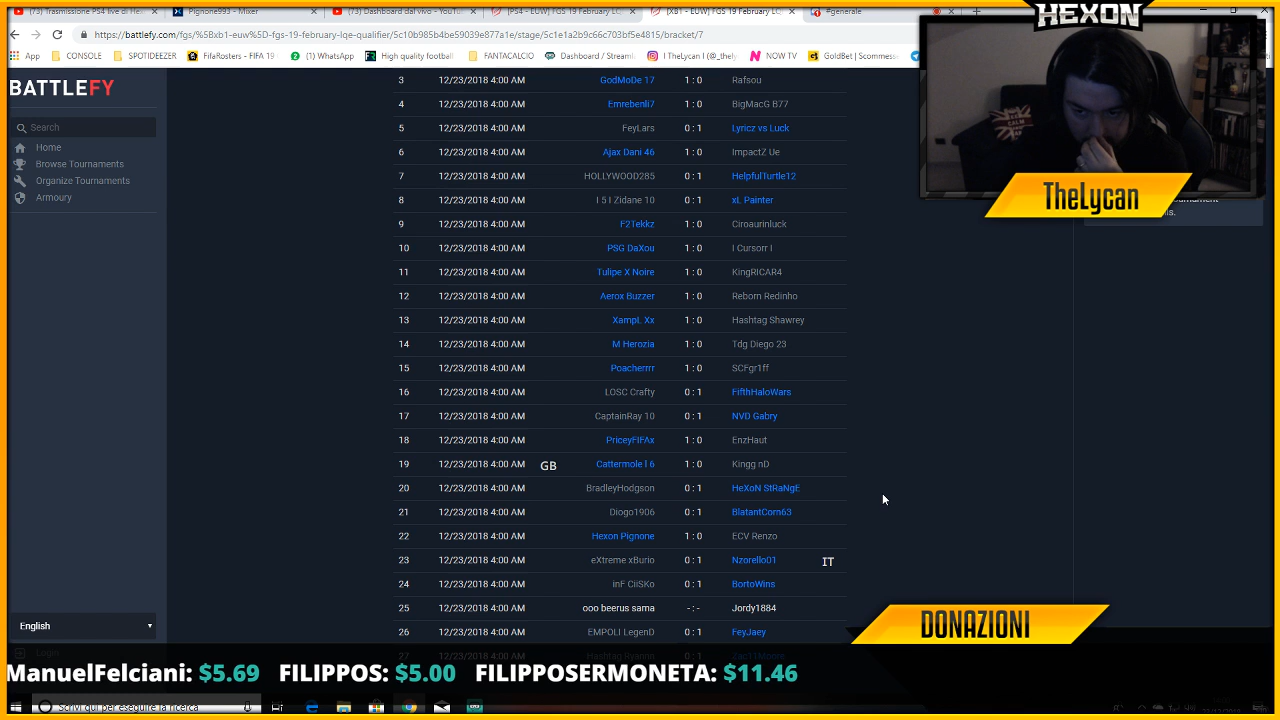 (73) Trasmissione PS4 live di He
Pignone993 - Mixer
(73) Dashboard dal vivo - YouTu
[PS4 - EUW] FGS 19 February LQ
[XB1 - EUW] FGS 19 February LQ
#generale
HEXON
https://battlefy.com/fgs/%5Bxb1-euw%5D-fgs-19-february-lqe-qualifier/5c10b985b4be59039e877a1e/stage/5c1e1a2b9c66c703bf5e4815/bracket/7
App
CONSOLE
SPOTIDEEZER
FifaRosters - FIFA 19
(1) WhatsApp
High quality football
FANTACALCIO
Dashboard / Streaml
I TheLycan I (@_thely
NOW TV
GoldBet | Scommess
BATTLEFY
Search
Home
Browse Tournaments
Organize Tournaments
Armoury
3 12/23/2018 4:00 AM GodMoDe 17 1 : 0 Rafsou
4 12/23/2018 4:00 AM Emrebenli7 1 : 0 BigMacG B77
5 12/23/2018 4:00 AM FeyLars 0 : 1 Lyricz vs Luck
6 12/23/2018 4:00 AM Ajax Dani 46 1 : 0 ImpactZ Ue
7 12/23/2018 4:00 AM HOLLYWOOD285 0 : 1 HelpfulTurtle12
8 12/23/2018 4:00 AM I 5 I Zidane 10 0 : 1 xL Painter
9 12/23/2018 4:00 AM F2Tekkz 1 : 0 Ciroaurinluck
10 12/23/2018 4:00 AM PSG DaXou 1 : 0 I Cursorr I
11 12/23/2018 4:00 AM Tulipe X Noire 1 : 0 KingRICAR4
12 12/23/2018 4:00 AM Aerox Buzzer 1 : 0 Reborn Redinho
13 12/23/2018 4:00 AM XampL Xx 1 : 0 Hashtag Shawrey
14 12/23/2018 4:00 AM M Herozia 1 : 0 Tdg Diego 23
15 12/23/2018 4:00 AM Poacherrrr 1 : 0 SCFgr1ff
16 12/23/2018 4:00 AM LOSC Crafty 0 : 1 FifthHaloWars
17 12/23/2018 4:00 AM CaptainRay 10 0 : 1 NVD Gabry
18 12/23/2018 4:00 AM PriceyFIFAx 1 : 0 EnzHaut
19 12/23/2018 4:00 AM GB Cattermole l 6 1 : 0 Kingg nD
20 12/23/2018 4:00 AM BradleyHodgson 0 : 1 HeXoN StRaNgE
21 12/23/2018 4:00 AM Diogo1906 0 : 1 BlatantCorn63
22 12/23/2018 4:00 AM Hexon Pignone 1 : 0 ECV Renzo
23 12/23/2018 4:00 AM eXtreme xBurio 0 : 1 Nzorello01 IT
24 12/23/2018 4:00 AM inF CiiSKo 0 : 1 BortoWins
25 12/23/2018 4:00 AM ooo beerus sama - : - Jordy1884
26 12/23/2018 4:00 AM EMPOLI LegenD 0 : 1 FeyJaey
KEEP CALM
TheLycan
English
Login
DONAZIONI
ManuelFelciani: $5.69 FILIPPOS: $5.00 FILIPPOSERMONETA: $11.46
Scrivi qui per eseguire la ricerca